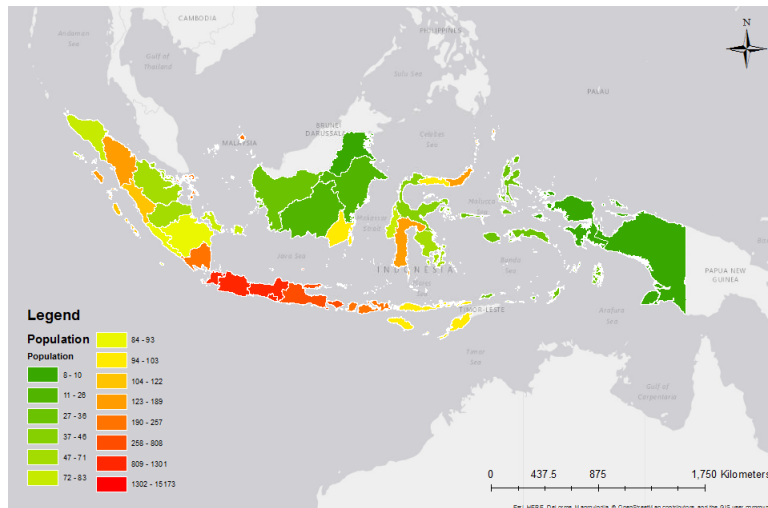 CAMBODIA
Andaman
Sea
Gulf of
Thailand
PHILIPPINES
N
Sulu Sea
PALAU
BRUNEI
DARUSSALAM
MALAYSIA
Celebes
Sea
Molucca
Sea
Makassar
Strait
Java Sea
Banda
Sea
INDONESIA
Flores
Sea
PAPUA NEW
GUINEA
TIMOR-LESTE
Arafura
Sea
Timor
Sea
Gulf of
Carpentaria
Legend
Population
Population
8 - 10
11 - 26
27 - 36
37 - 46
47 - 71
72 - 83
84 - 93
94 - 103
104 - 122
123 - 189
190 - 257
258 - 808
809 - 1301
1302 - 15173
0 437.5 875 1,750 Kilometers